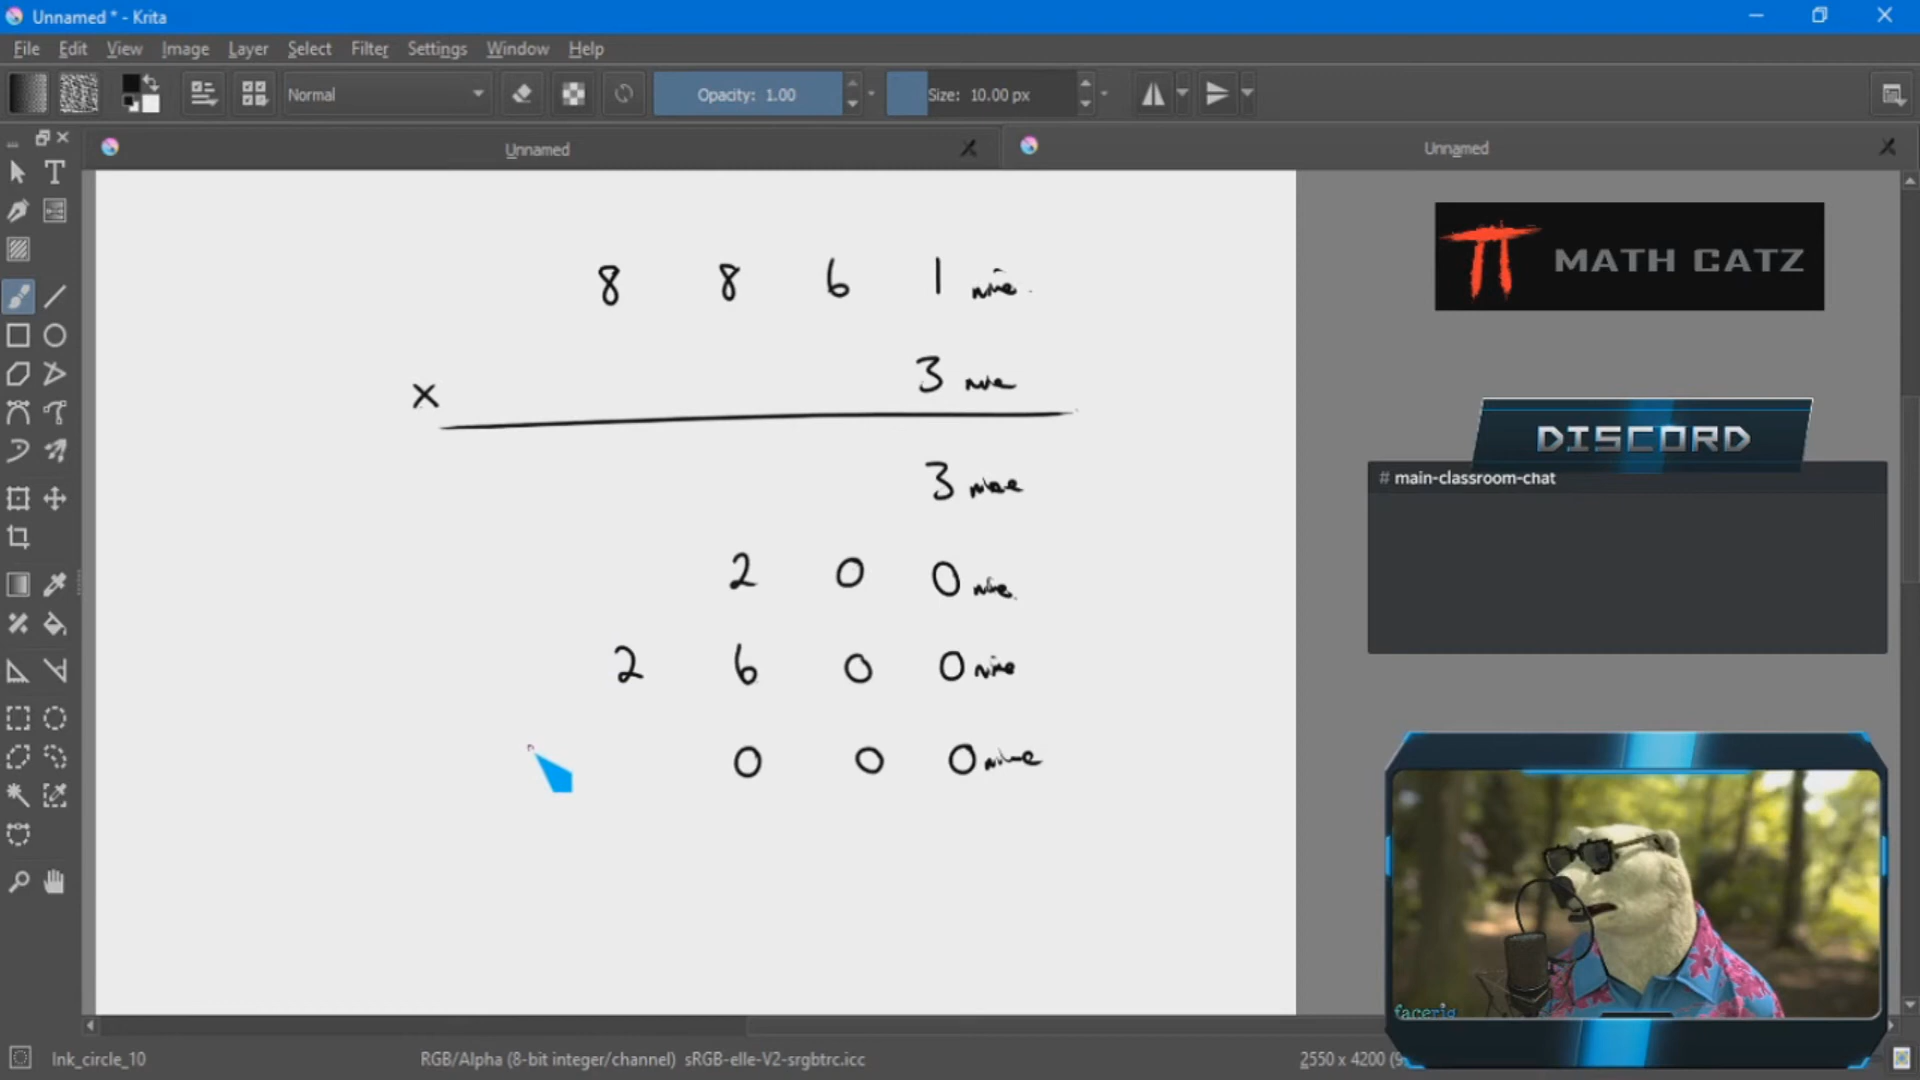 Unnamed * - Krita
File Edit View Image Layer Select Filter Settings Window Help
Normal Opacity: 1.00 Size: 10.00 px
Unnamed Unnamed
8 8 6 1 nine
× 3 nine
3 nine
2 0 0 nine
2 6 0 0 nine
0 0 0 nine
MATH CATZ
DISCORD
# main-classroom-chat
facerig
Ink_circle_10 RGB/Alpha (8-bit integer/channel) sRGB-elle-V2-srgbtrc.icc 2550 x 4200